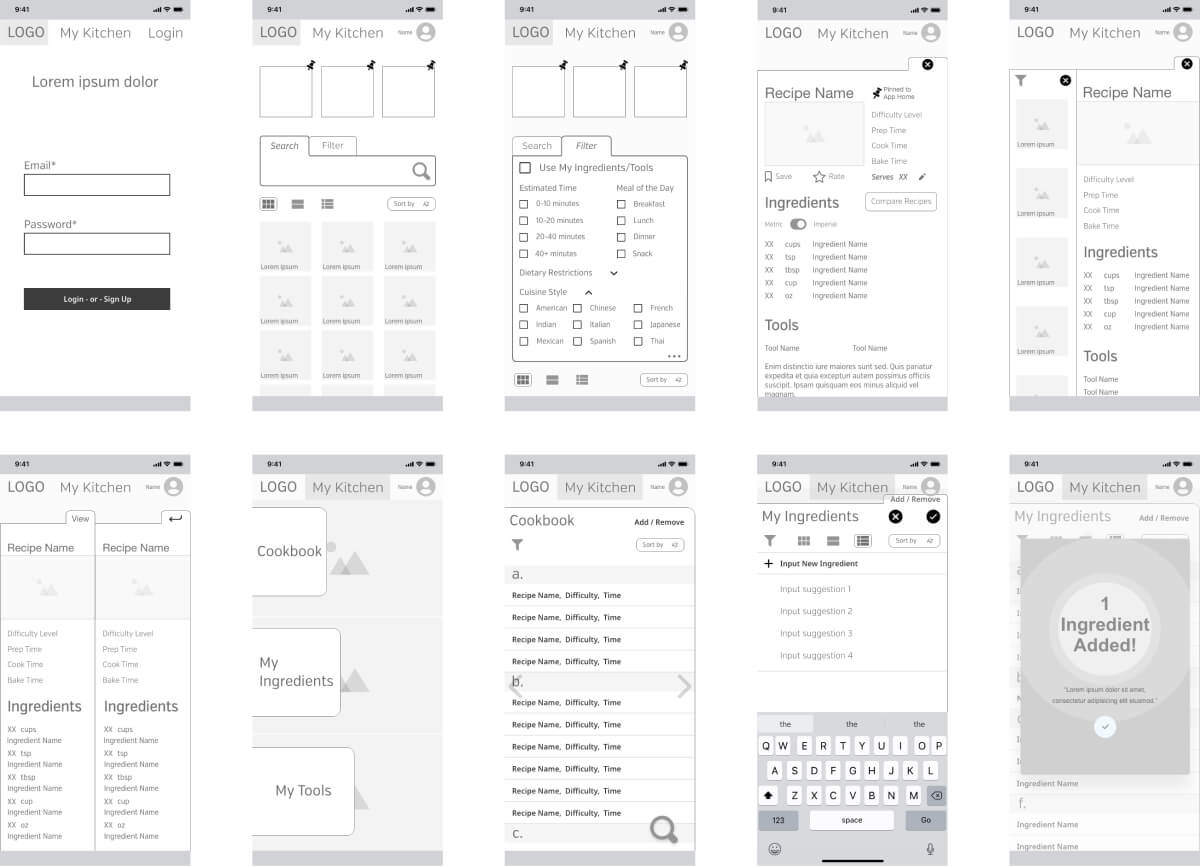 9:41
LOGO My Kitchen Login
Lorem ipsum dolor
Email*
Password*
Login - or - Sign Up
9:41
LOGO My Kitchen Name
Search Filter
Sort by AZ
Lorem ipsum Lorem ipsum Lorem ipsum
Lorem ipsum Lorem ipsum Lorem ipsum
Lorem ipsum Lorem ipsum Lorem ipsum
9:41
LOGO My Kitchen Name
Search Filter
Use My Ingredients/Tools
Estimated Time Meal of the Day
0-10 minutes Breakfast
10-20 minutes Lunch
20-40 minutes Dinner
40+ minutes Snack
Dietary Restrictions
Cuisine Style
American Chinese French
Indian Italian Japanese
Mexican Spanish Thai
Sort by AZ
9:41
LOGO My Kitchen Name
Recipe Name
Pinned to
App Home
Difficulty Level
Prep Time
Cook Time
Bake Time
Save Rate Serves XX
Ingredients Compare Recipes
Metric Imperial
XX cups Ingredient Name
XX tsp Ingredient Name
XX tbsp Ingredient Name
XX cup Ingredient Name
XX oz Ingredient Name
Tools
Tool Name Tool Name
Enim distinctio iure maiores sunt sed. Quis pariatur
expedita et quia excepturi autem possimus officiis
suscipit. Ipsam quisquam eos minus aliquid vel
magnam.
9:41
LOGO My Kitchen Name
Recipe Name
Lorem ipsum
Lorem ipsum
Lorem ipsum
Lorem ipsum
Difficulty Level
Prep Time
Cook Time
Bake Time
Ingredients
XX cups Ingredient Name
XX tsp Ingredient Name
XX tbsp Ingredient Name
XX cup Ingredient Name
XX oz Ingredient Name
Tools
Tool Name
Tool Name
9:41
LOGO My Kitchen Name
View
Recipe Name Recipe Name
Difficulty Level Difficulty Level
Prep Time Prep Time
Cook Time Cook Time
Bake Time Bake Time
Ingredients Ingredients
XX cups XX cups
Ingredient Name Ingredient Name
XX tsp XX tsp
Ingredient Name Ingredient Name
XX tbsp XX tbsp
Ingredient Name Ingredient Name
XX cup XX cup
Ingredient Name Ingredient Name
XX oz XX oz
Ingredient Name Ingredient Name
9:41
LOGO My Kitchen Name
Cookbook
My
Ingredients
My Tools
9:41
LOGO My Kitchen Name
Cookbook Add / Remove
Sort by AZ
a.
Recipe Name, Difficulty, Time
Recipe Name, Difficulty, Time
Recipe Name, Difficulty, Time
Recipe Name, Difficulty, Time
b.
Recipe Name, Difficulty, Time
Recipe Name, Difficulty, Time
Recipe Name, Difficulty, Time
Recipe Name, Difficulty, Time
Recipe Name, Difficulty, Time
Recipe Name, Difficulty, Time
c.
9:41
LOGO My Kitchen Name
Add / Remove
My Ingredients
Sort by AZ
+ Input New Ingredient
Input suggestion 1
Input suggestion 2
Input suggestion 3
Input suggestion 4
the the the
Q W E R T Y U I O P
A S D F G H J K L
Z X C V B N M
123 space Go
9:41
LOGO My Kitchen Name
My Ingredients Add / Remove
1
Ingredient
Added!
"Lorem ipsum dolor sit amet,
consectetur adipiscing elit eiusmod."
Ingredient Name
f.
Ingredient Name
Ingredient Name